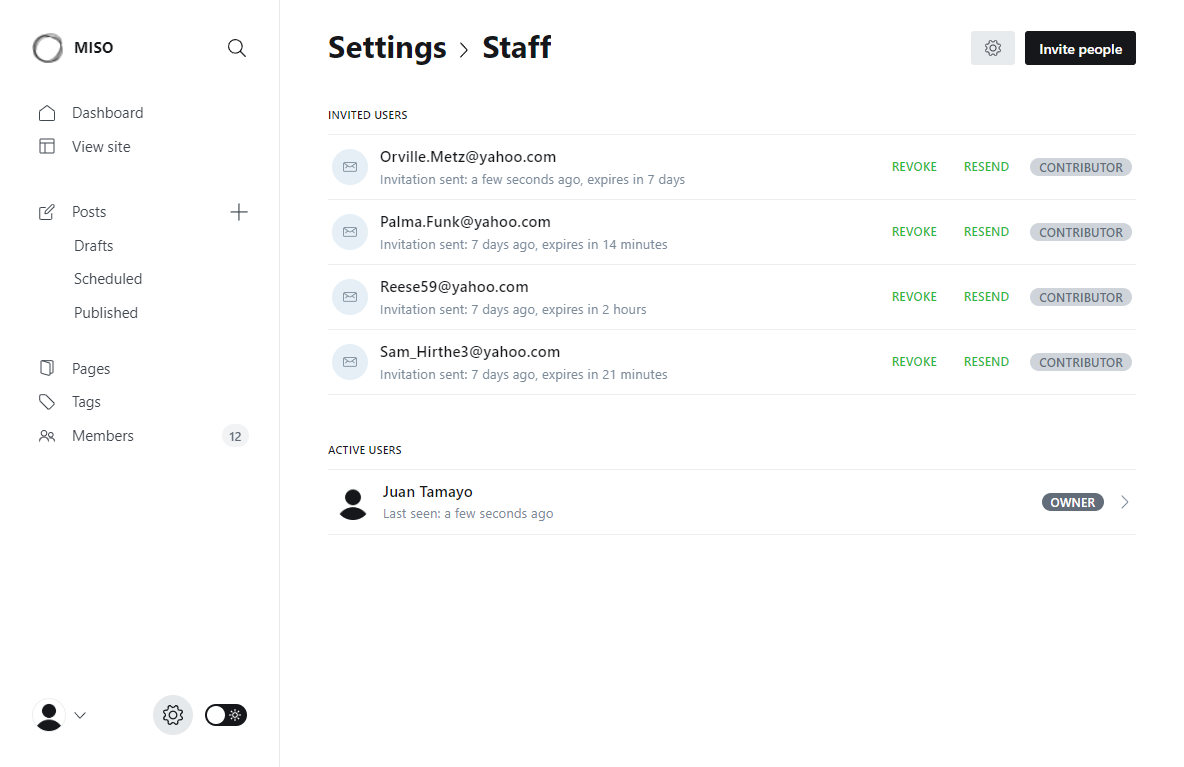 MISO
Dashboard
View site
Posts
Drafts
Scheduled
Published
Pages
Tags
Members 12
Settings > Staff
Invite people
INVITED USERS
Orville.Metz@yahoo.com
Invitation sent: a few seconds ago, expires in 7 days
REVOKE RESEND CONTRIBUTOR
Palma.Funk@yahoo.com
Invitation sent: 7 days ago, expires in 14 minutes
REVOKE RESEND CONTRIBUTOR
Reese59@yahoo.com
Invitation sent: 7 days ago, expires in 2 hours
REVOKE RESEND CONTRIBUTOR
Sam_Hirthe3@yahoo.com
Invitation sent: 7 days ago, expires in 21 minutes
REVOKE RESEND CONTRIBUTOR
ACTIVE USERS
Juan Tamayo
Last seen: a few seconds ago
OWNER